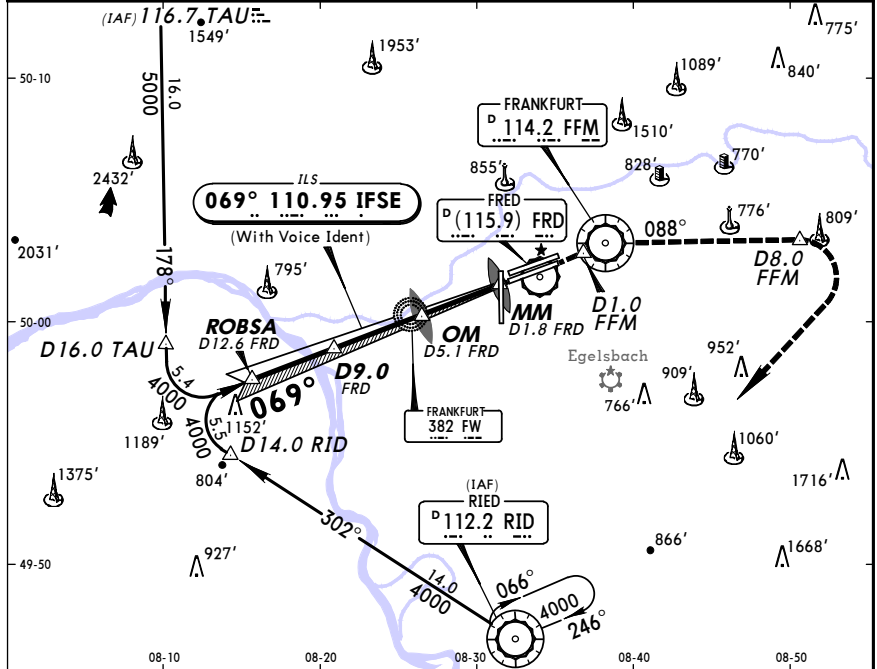 (IAF) 116.7 TAU
1549'
1953'
775'
840'
1089'
1510'
50-10
16.0
5000
FRANKFURT
D 114.2 FFM
2432'
855'
828'
770'
ILS
069° 110.95 IFSE
(With Voice Ident)
FRED
D (115.9) FRD
776'
809'
088°
2031'
178°
795'
D8.0
FFM
D1.0
FFM
MM
D1.8 FRD
50-00
ROBSA
D12.6 FRD
OM
D5.1 FRD
D16.0 TAU
D9.0
FRD
Egelsbach
952'
909'
766'
5.4
4000
069°
FRANKFURT
382 FW
1152'
5.5
4000
1189'
D14.0 RID
804'
1060'
1375'
1716'
(IAF)
RIED
D 112.2 RID
302°
866'
1668'
49-50
927'
14.0
4000
066°
4000
246°
08-10
08-20
08-30
08-40
08-50